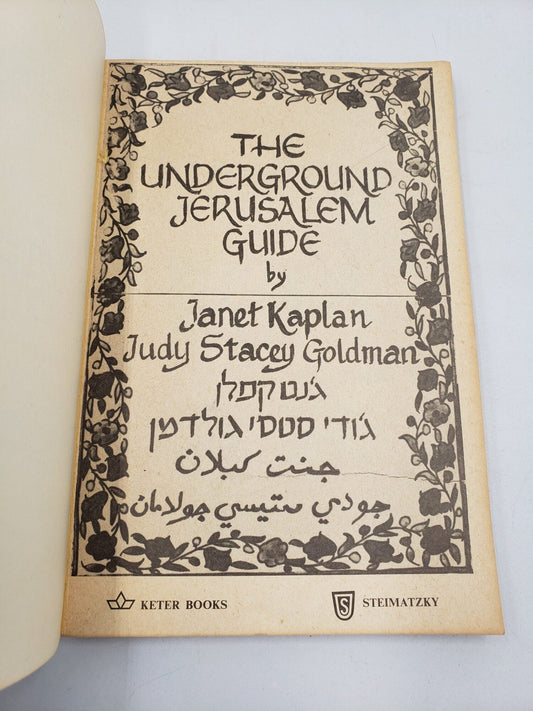 THE
UNDERGROUND
JERUSALEM
GUIDE
by
Janet Kaplan
Judy Stacey Goldman
ג'נט קפלן
ג'ודי סטסי גולדמן
جنت كبلان
جودي ستيسي جولامان
KETER BOOKS
S STEIMATZKY